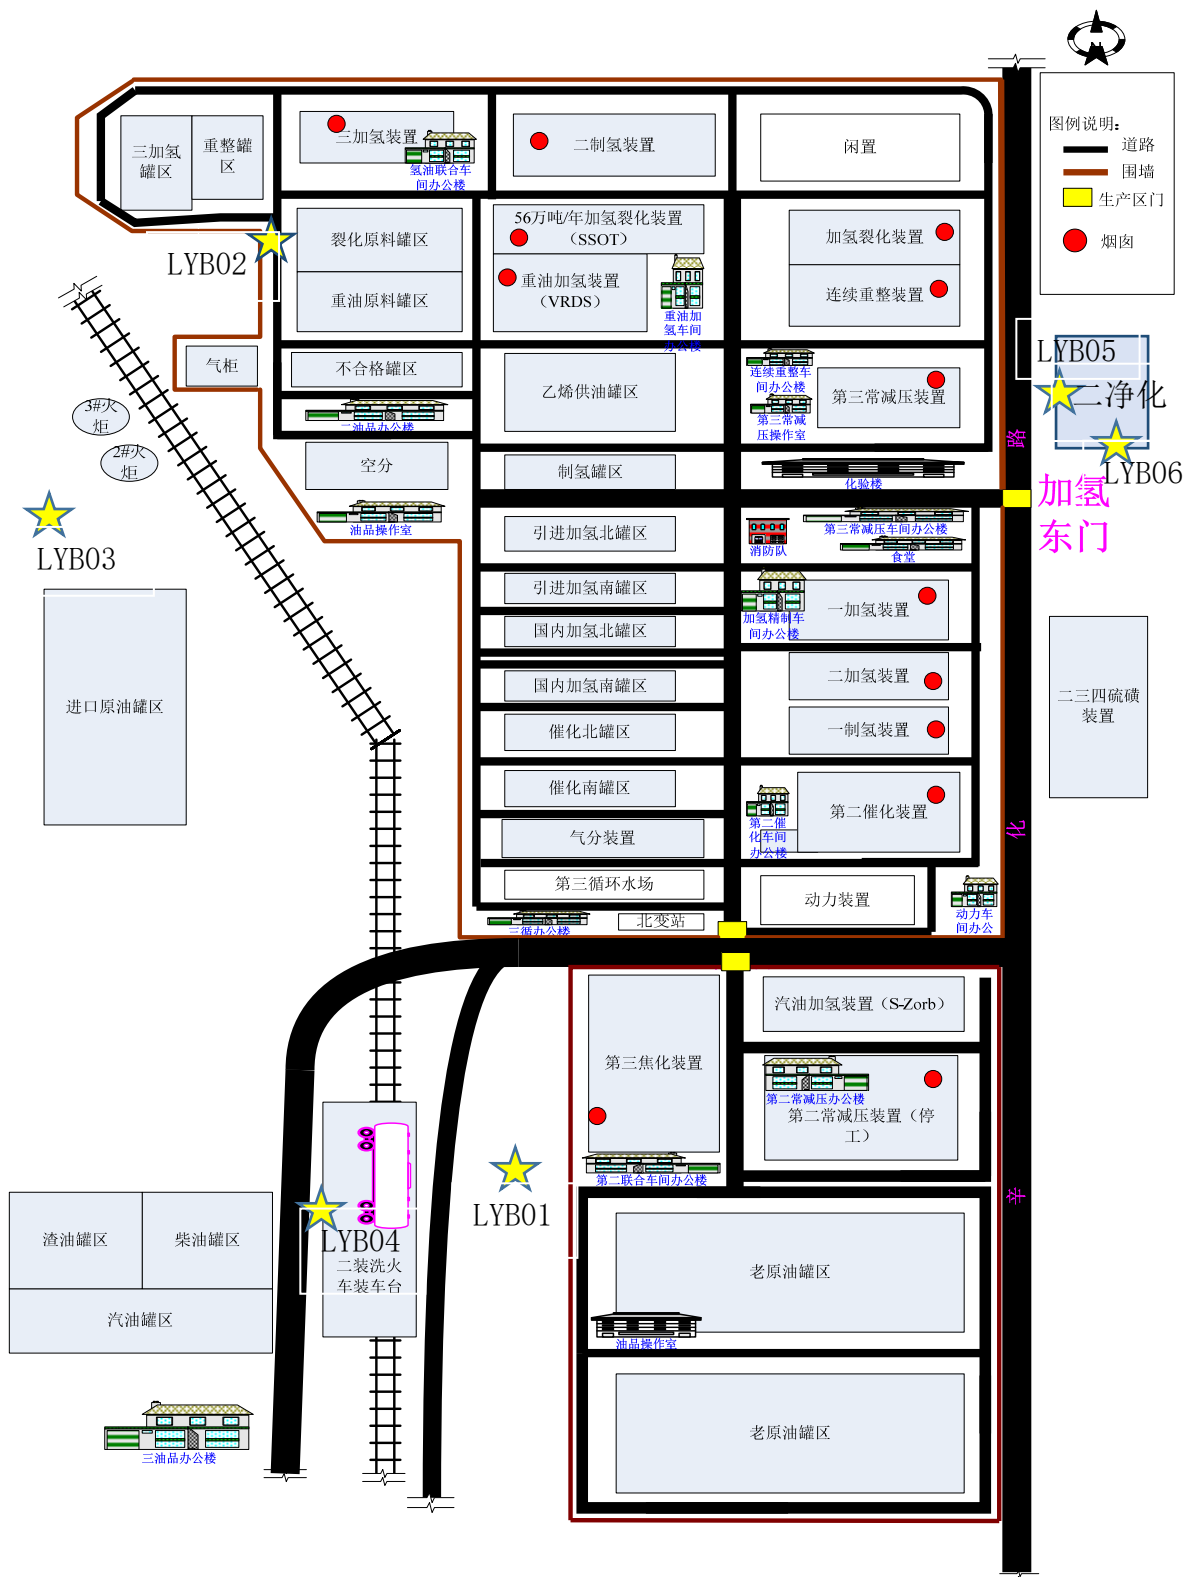 N
图例说明:
道路
围墙
生产区门
烟囱
三加氢
罐区
重整罐
区
三加氢装置
氢油联合车
间办公楼
二制氢装置
闲置
LYB02
裂化原料罐区
重油原料罐区
56万吨/年加氢裂化装置
（SSOT）
重油加氢装置
（VRDS）
重油加
氢车间
办公楼
加氢裂化装置
连续重整装置
气柜
不合格罐区
二油品办公楼
乙烯供油罐区
连续重整车
间办公楼
第三常减
压操作室
第三常减压装置
LYB05
二净化
LYB06
3#火
炬
2#火
炬
空分
油品操作室
制氢罐区
化验楼
路
加氢
东门
LYB03
引进加氢北罐区
消防队
第三常减压车间办公楼
食堂
引进加氢南罐区
国内加氢北罐区
加氢精制车
间办公楼
一加氢装置
进口原油罐区
国内加氢南罐区
二加氢装置
二三四硫磺
装置
催化北罐区
一制氢装置
催化南罐区
第二催
化车间
办公楼
第二催化装置
化
气分装置
第三循环水场
动力装置
三循办公楼
北变站
动力车
间办公
第三焦化装置
汽油加氢装置（S-Zorb）
第二常减压办公楼
第二常减压装置（停
工）
第二联合车间办公楼
辛
LYB01
LYB04
二装洗火
车装车台
渣油罐区
柴油罐区
汽油罐区
老原油罐区
油品操作室
老原油罐区
三油品办公楼